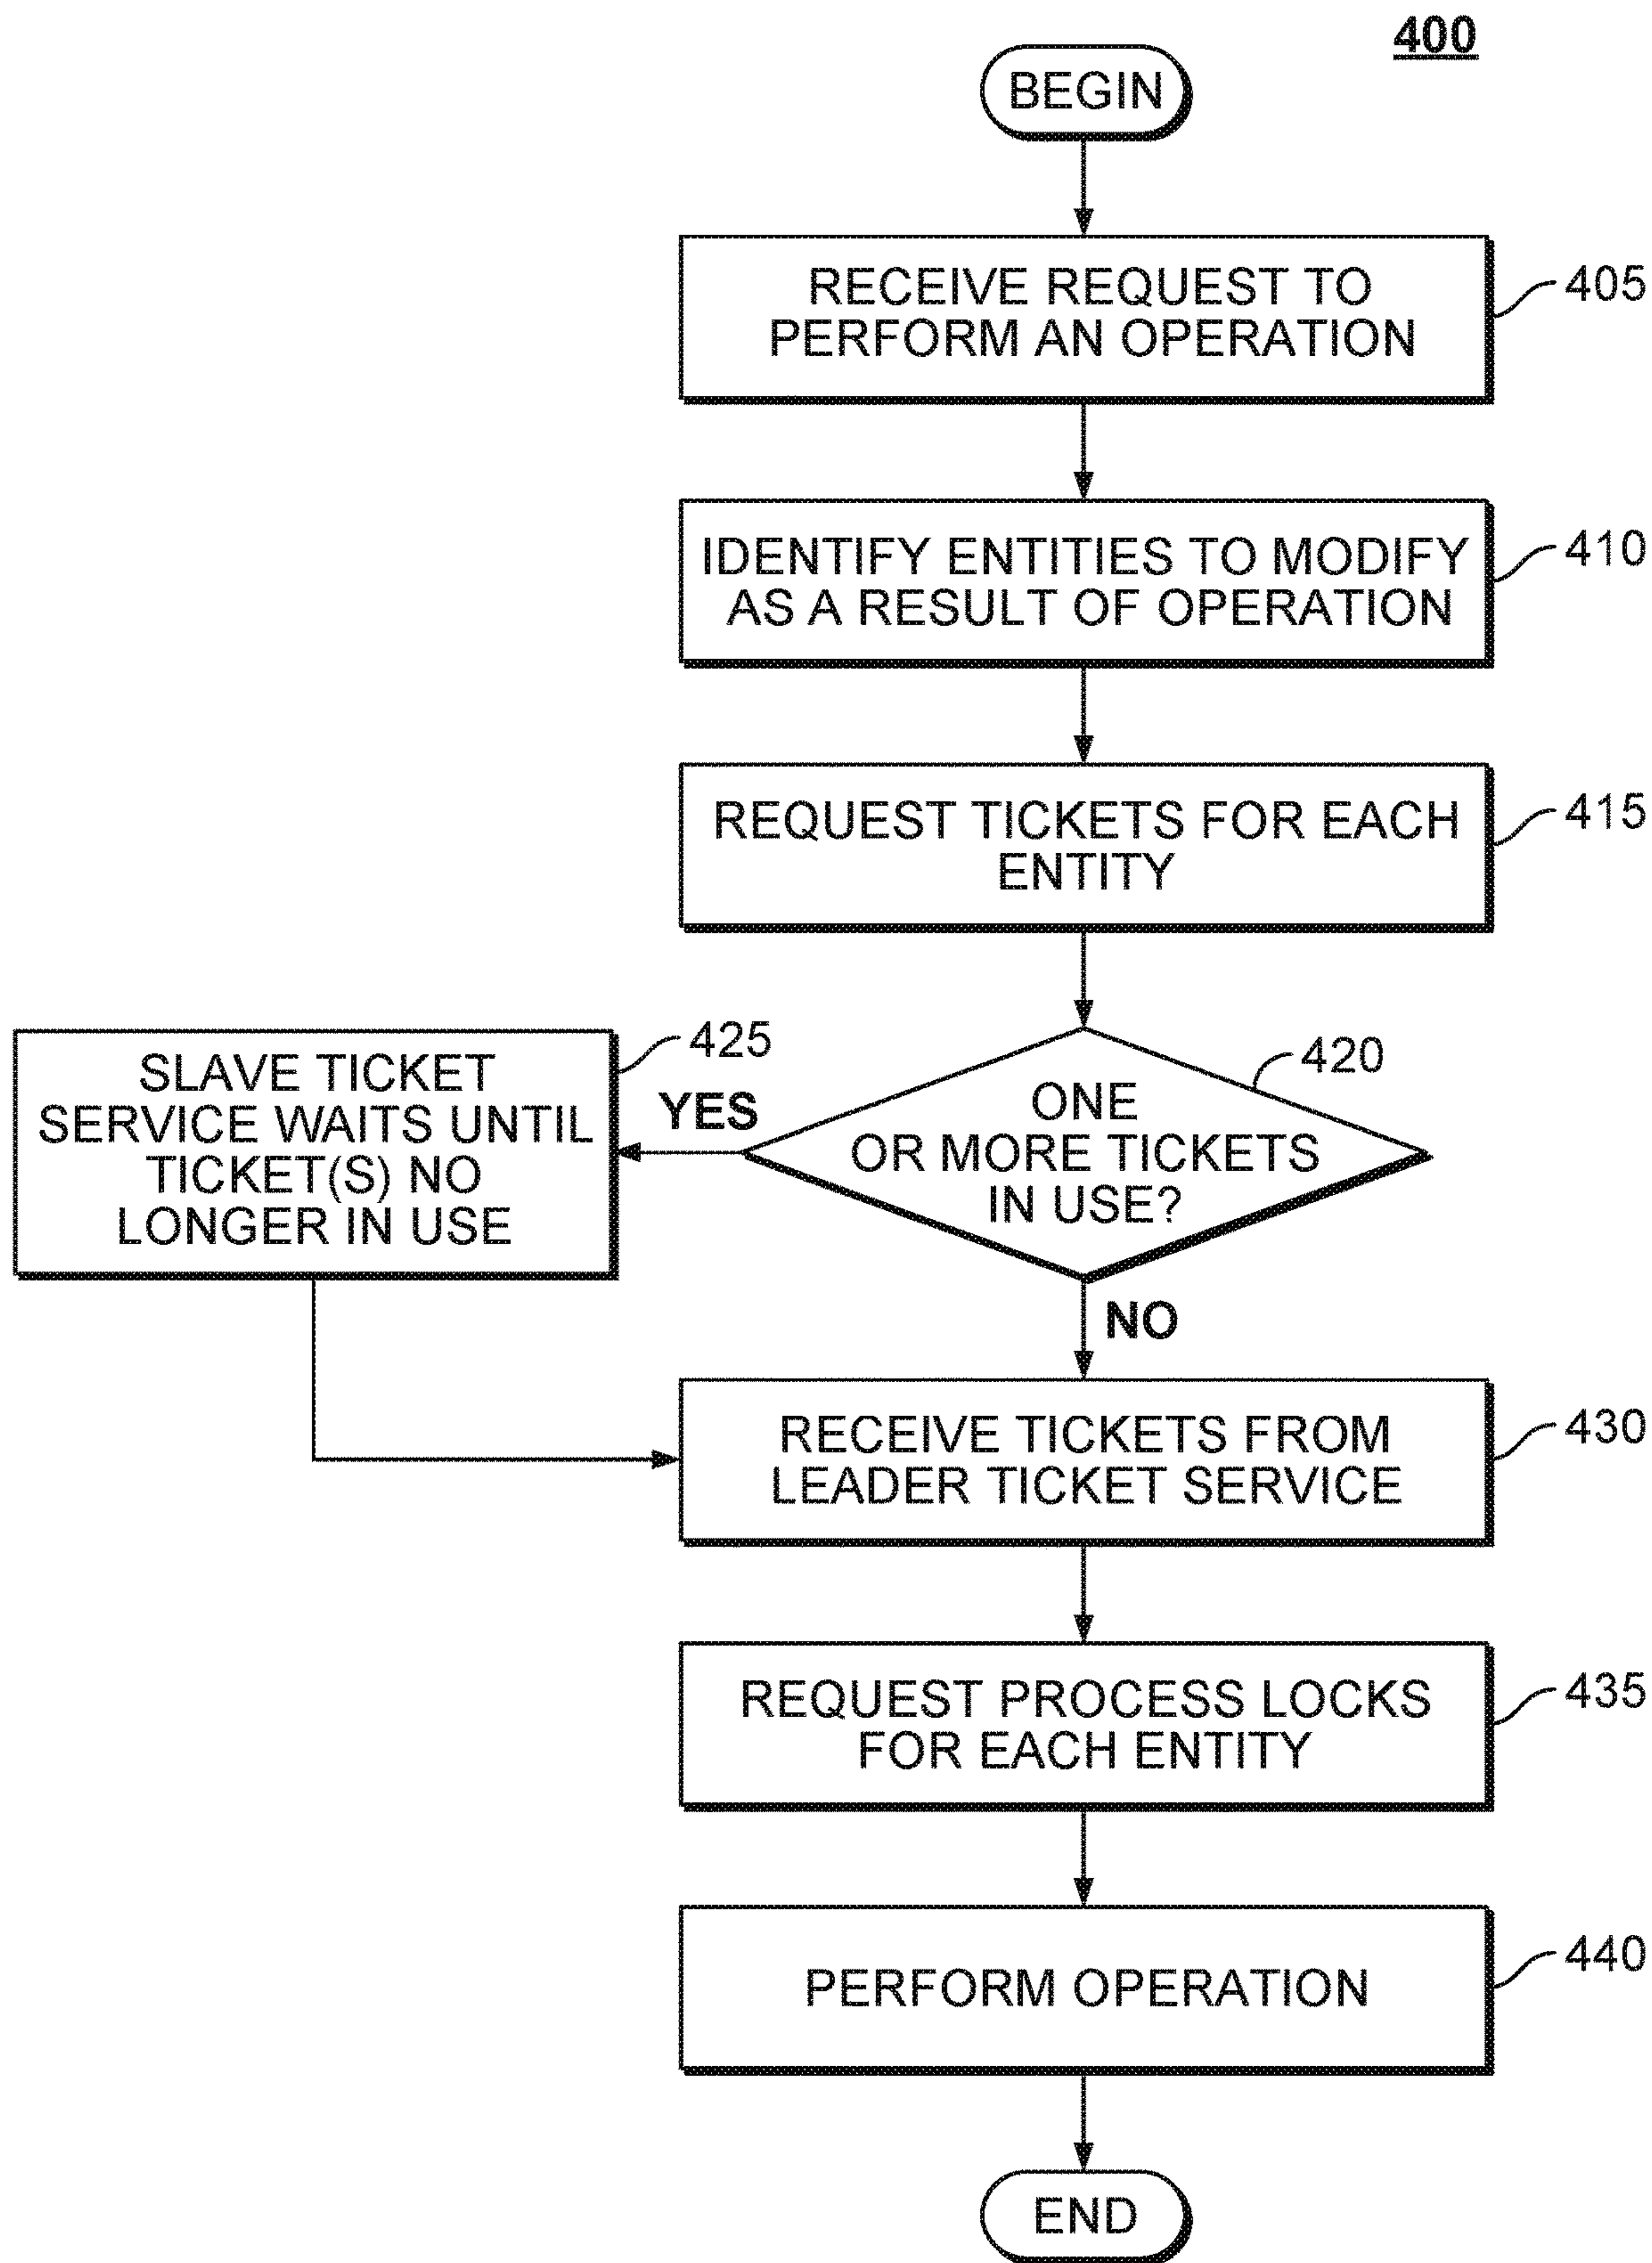 400
BEGIN
RECEIVE REQUEST TO
PERFORM AN OPERATION
405
IDENTIFY ENTITIES TO MODIFY
AS A RESULT OF OPERATION
410
REQUEST TICKETS FOR EACH
ENTITY
415
ONE
OR MORE TICKETS
IN USE?
420
YES
SLAVE TICKET
SERVICE WAITS UNTIL
TICKET(S) NO
LONGER IN USE
425
NO
RECEIVE TICKETS FROM
LEADER TICKET SERVICE
430
REQUEST PROCESS LOCKS
FOR EACH ENTITY
435
PERFORM OPERATION
440
END